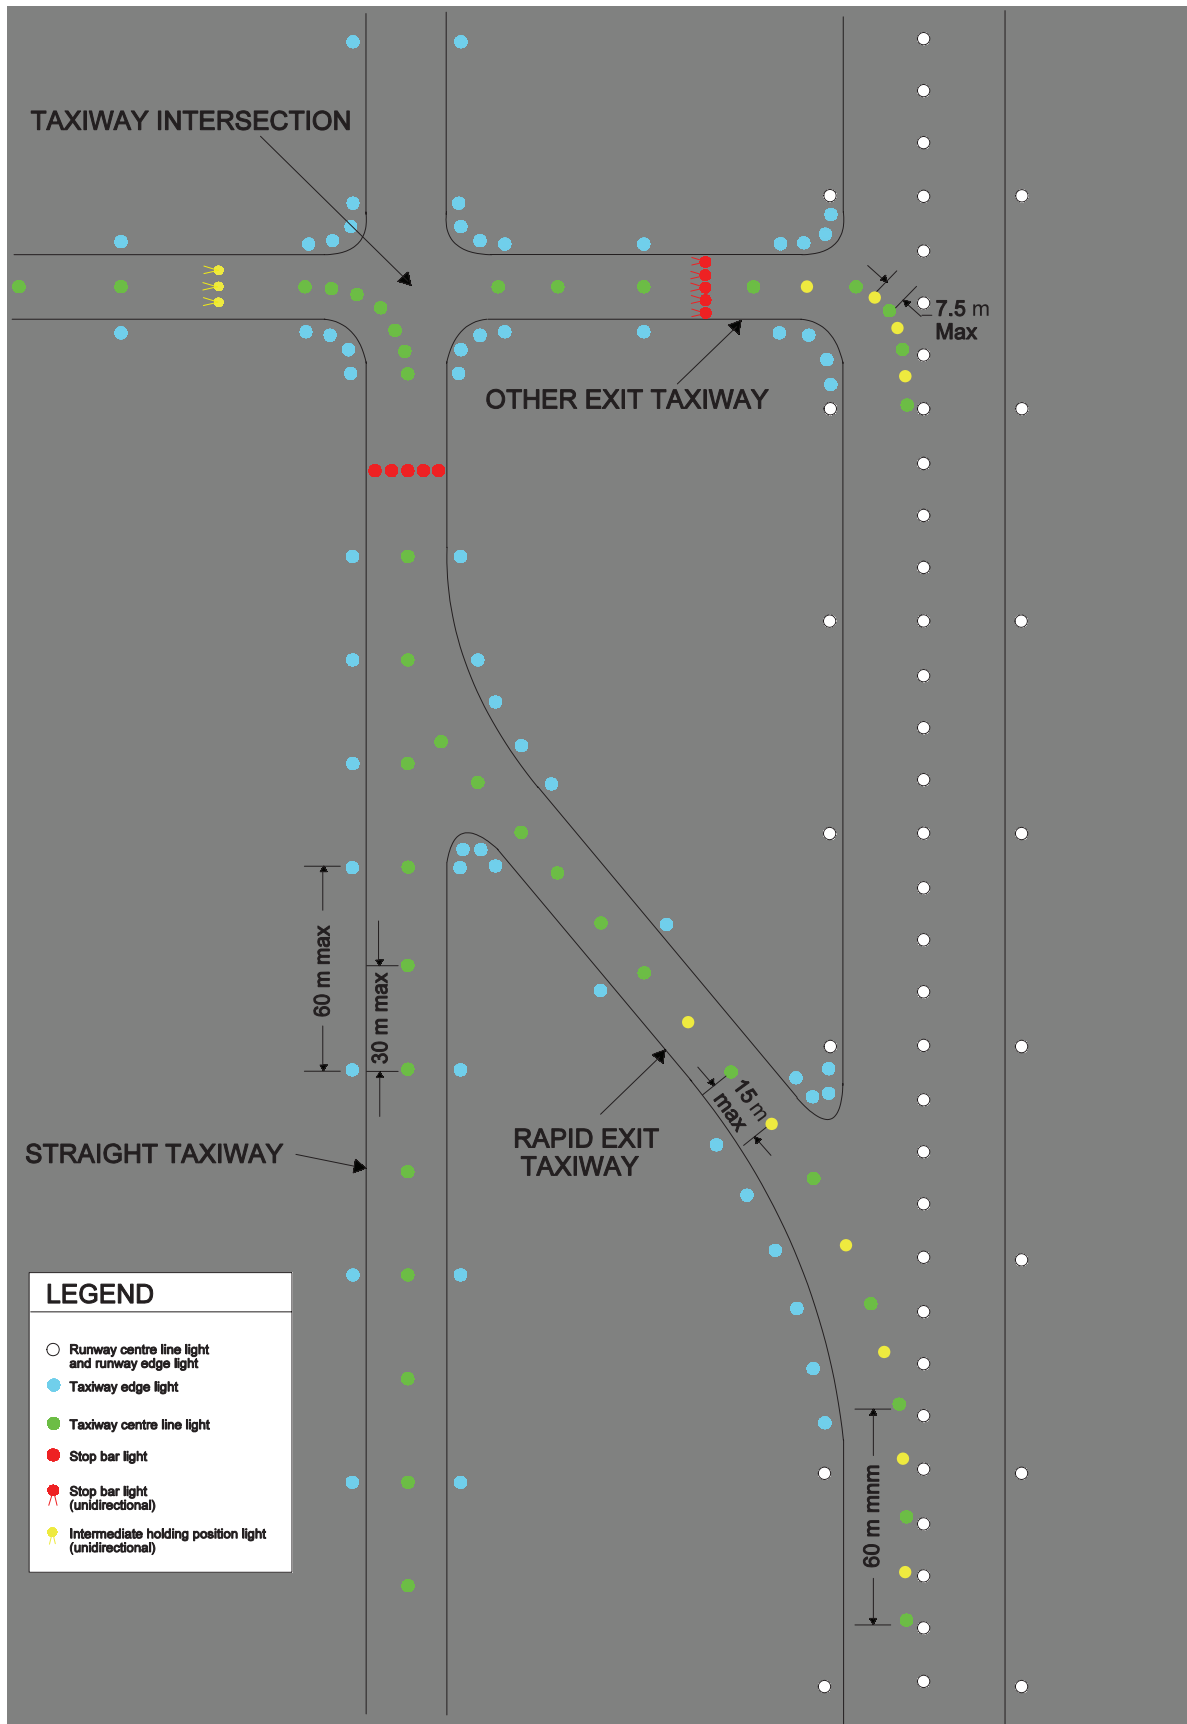 TAXIWAY INTERSECTION
7.5 m
Max
OTHER EXIT TAXIWAY
60 m max
30 m max
15 m
max
RAPID EXIT
TAXIWAY
STRAIGHT TAXIWAY
60 m mnm
LEGEND
Runway centre line light
and runway edge light
Taxiway edge light
Taxiway centre line light
Stop bar light
Stop bar light
(unidirectional)
Intermediate holding position light
(unidirectional)